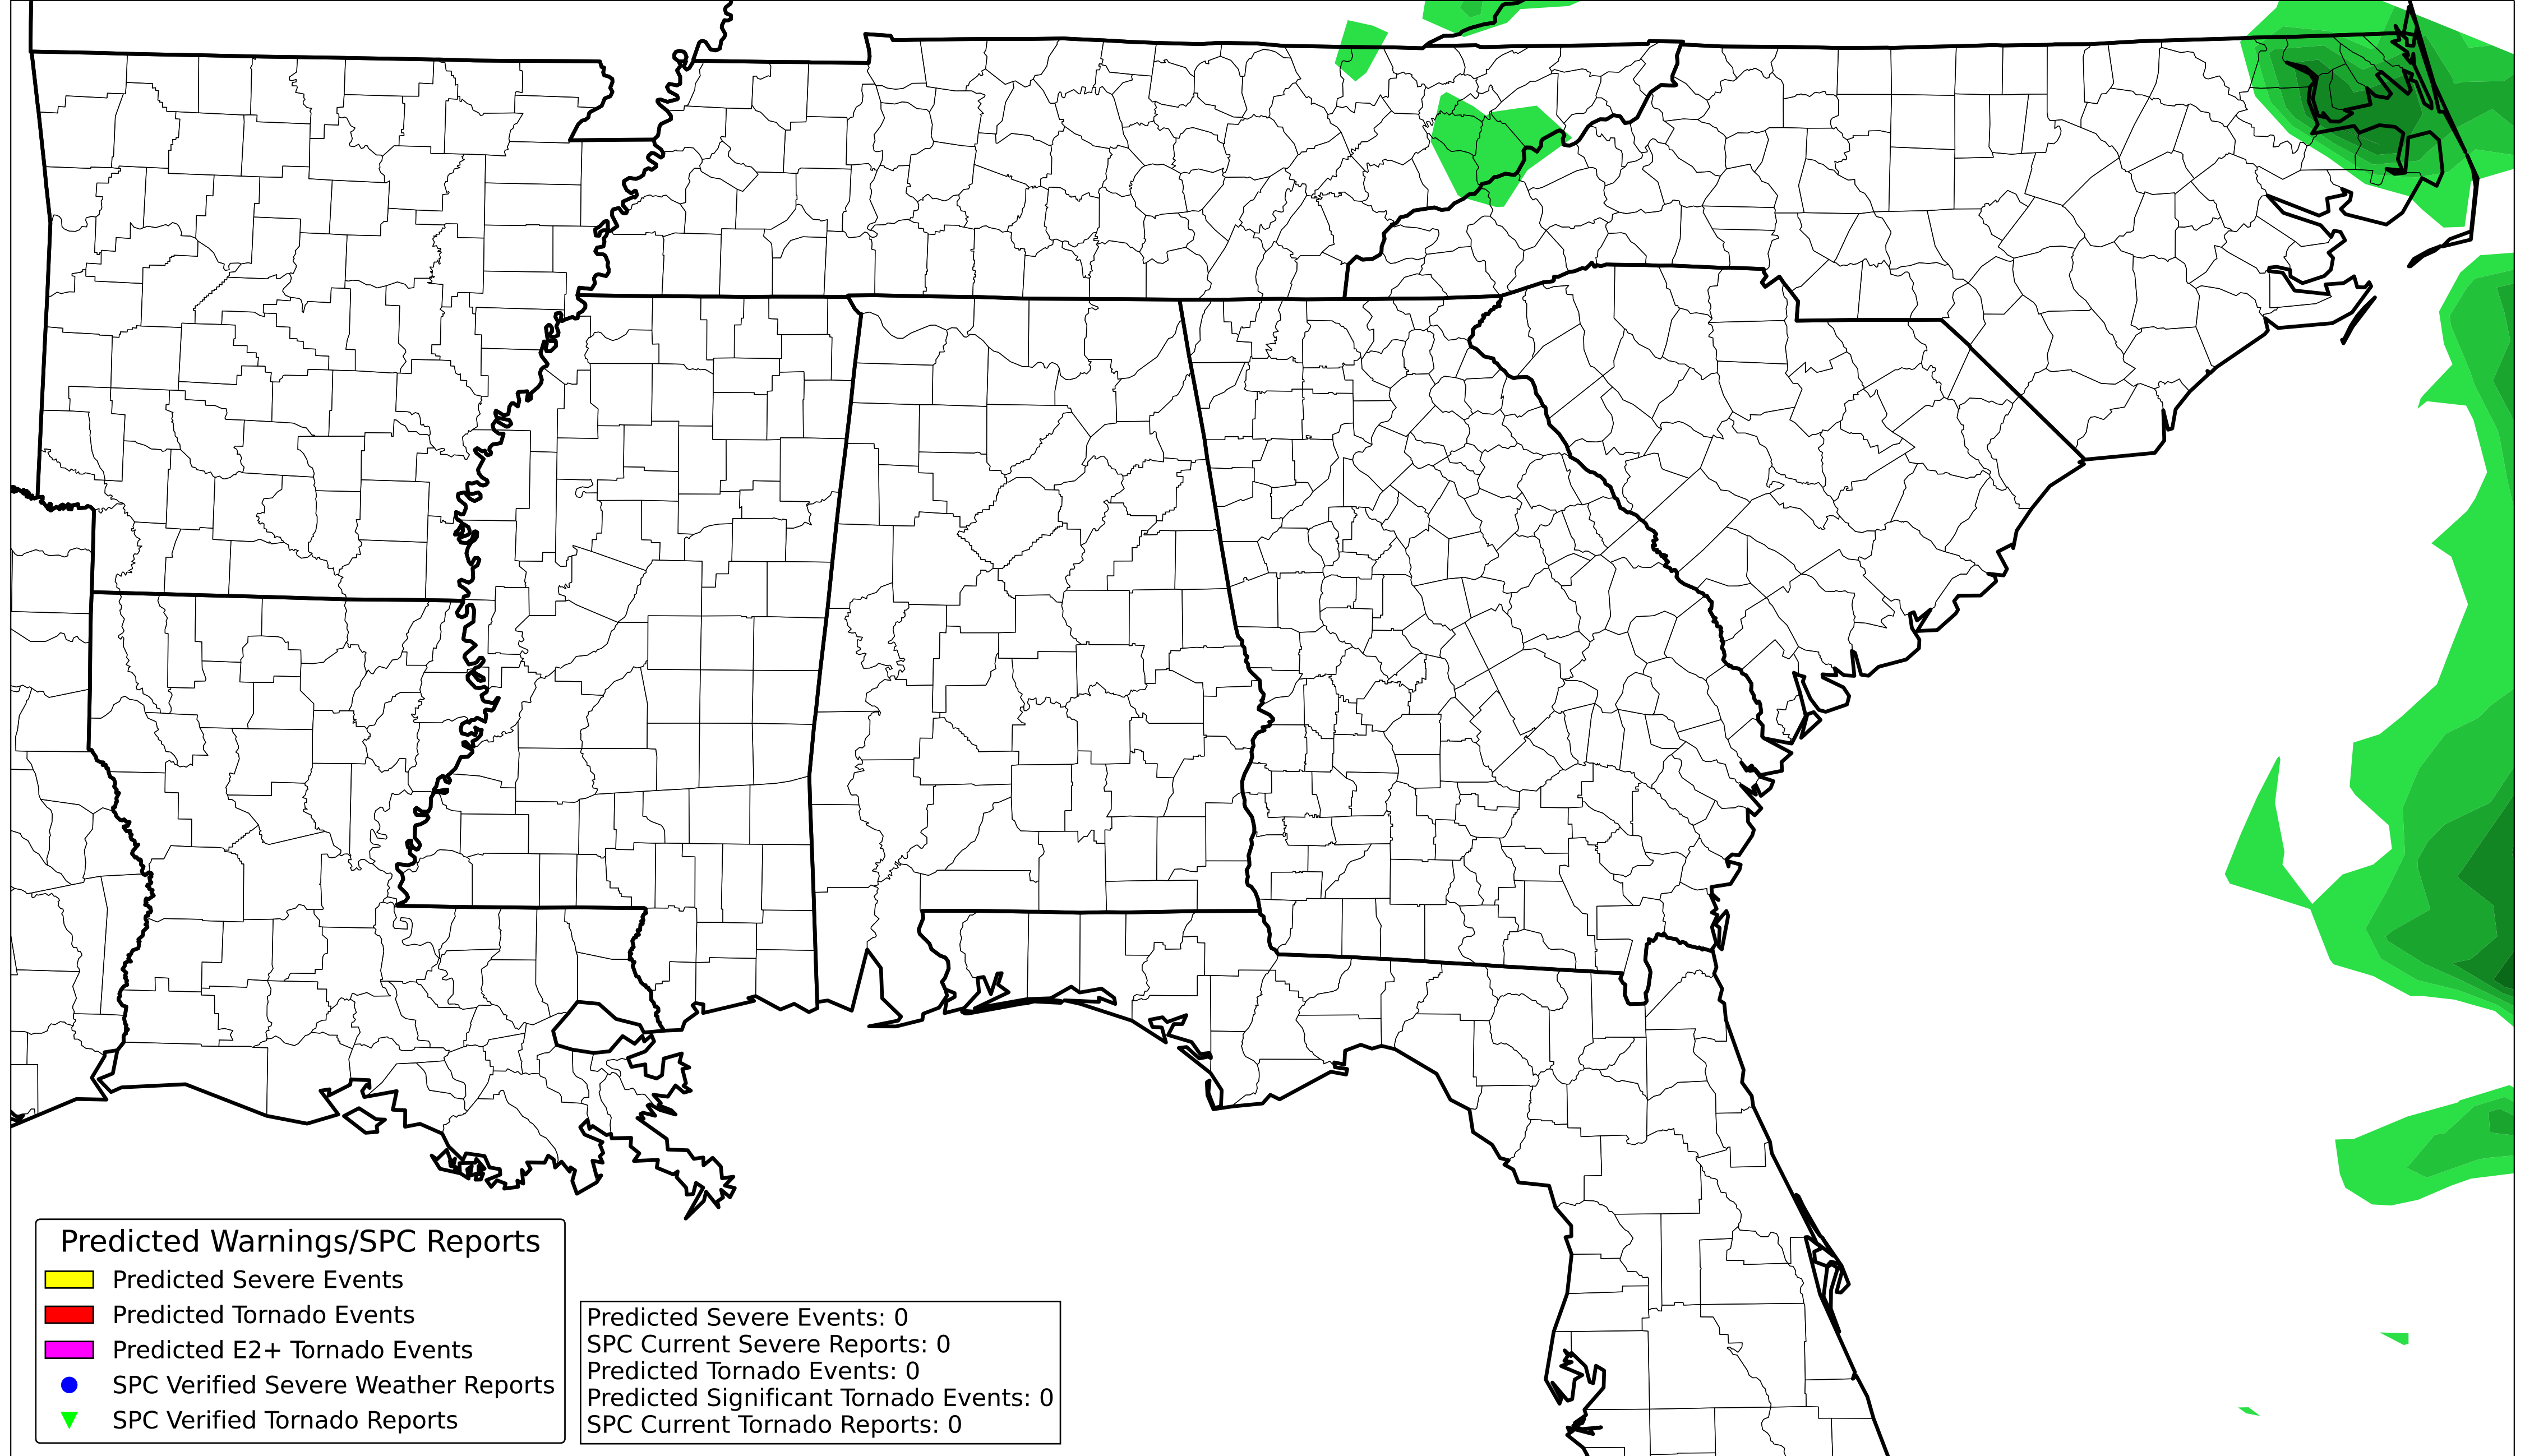 Predicted Warnings/SPC Reports
Predicted Severe Events
Predicted Tornado Events
Predicted E2+ Tornado Events
SPC Verified Severe Weather Reports
SPC Verified Tornado Reports
Predicted Severe Events: 0
SPC Current Severe Reports: 0
Predicted Tornado Events: 0
Predicted Significant Tornado Events: 0
SPC Current Tornado Reports: 0